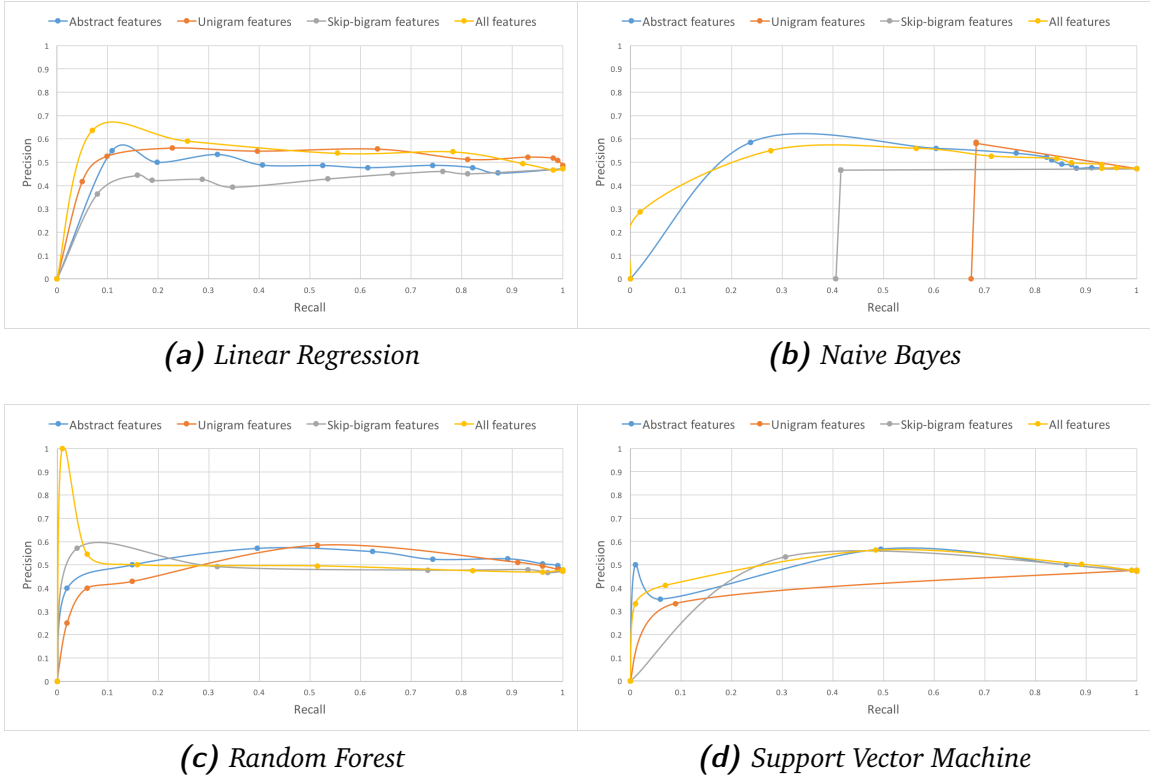 Abstract features Unigram features Skip-bigram features All features
1
0.9
0.8
0.7
0.6
0.5
0.4
0.3
0.2
0.1
0
Precision
0 0.1 0.2 0.3 0.4 0.5 0.6 0.7 0.8 0.9 1
Recall
(a) Linear Regression
Abstract features Unigram features Skip-bigram features All features
1
0.9
0.8
0.7
0.6
0.5
0.4
0.3
0.2
0.1
0
Precision
0 0.1 0.2 0.3 0.4 0.5 0.6 0.7 0.8 0.9 1
Recall
(b) Naive Bayes
Abstract features Unigram features Skip-bigram features All features
1
0.9
0.8
0.7
0.6
0.5
0.4
0.3
0.2
0.1
0
Precision
0 0.1 0.2 0.3 0.4 0.5 0.6 0.7 0.8 0.9 1
Recall
(c) Random Forest
Abstract features Unigram features Skip-bigram features All features
1
0.9
0.8
0.7
0.6
0.5
0.4
0.3
0.2
0.1
0
Precision
0 0.1 0.2 0.3 0.4 0.5 0.6 0.7 0.8 0.9 1
Recall
(d) Support Vector Machine